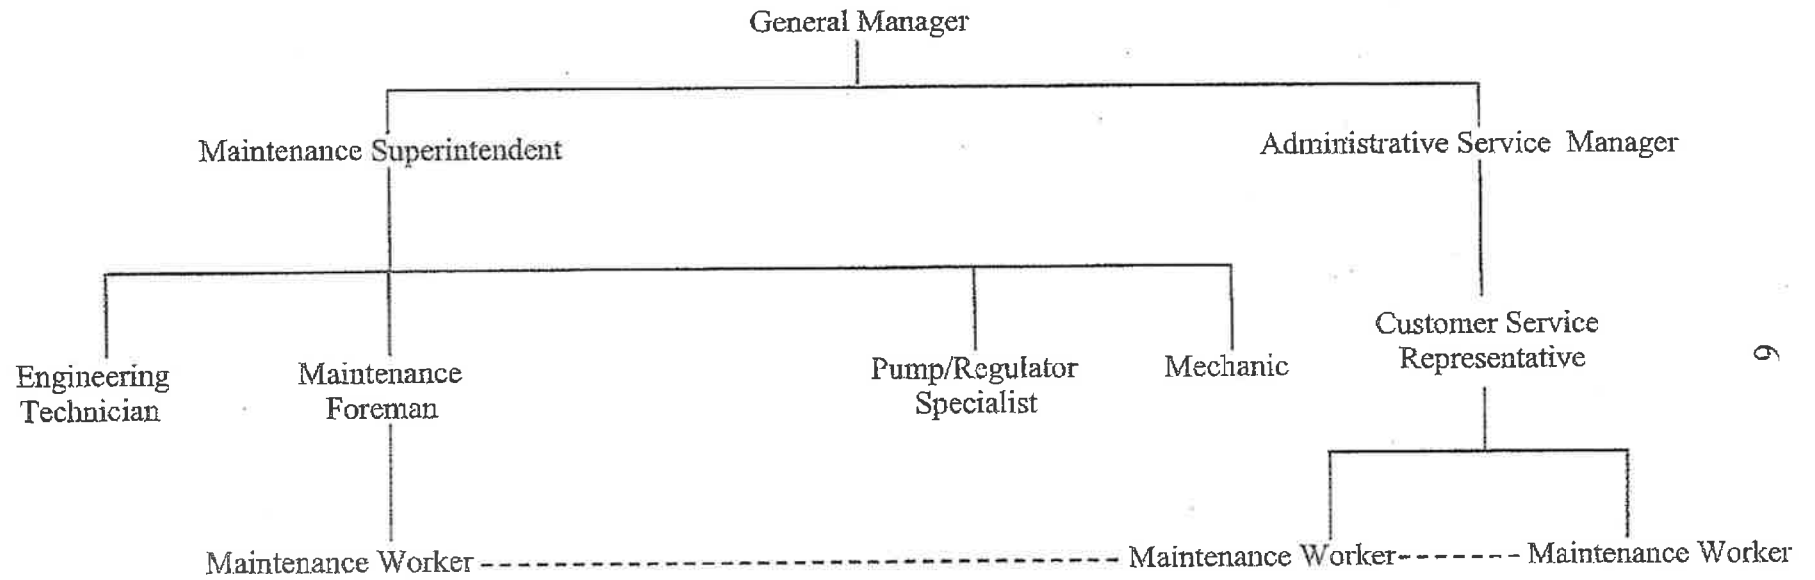 General Manager
Maintenance Superintendent
Administrative Service Manager
Engineering
Technician
Maintenance
Foreman
Pump/Regulator
Specialist
Mechanic
Customer Service
Representative
6
Maintenance Worker
Maintenance Worker
Maintenance Worker